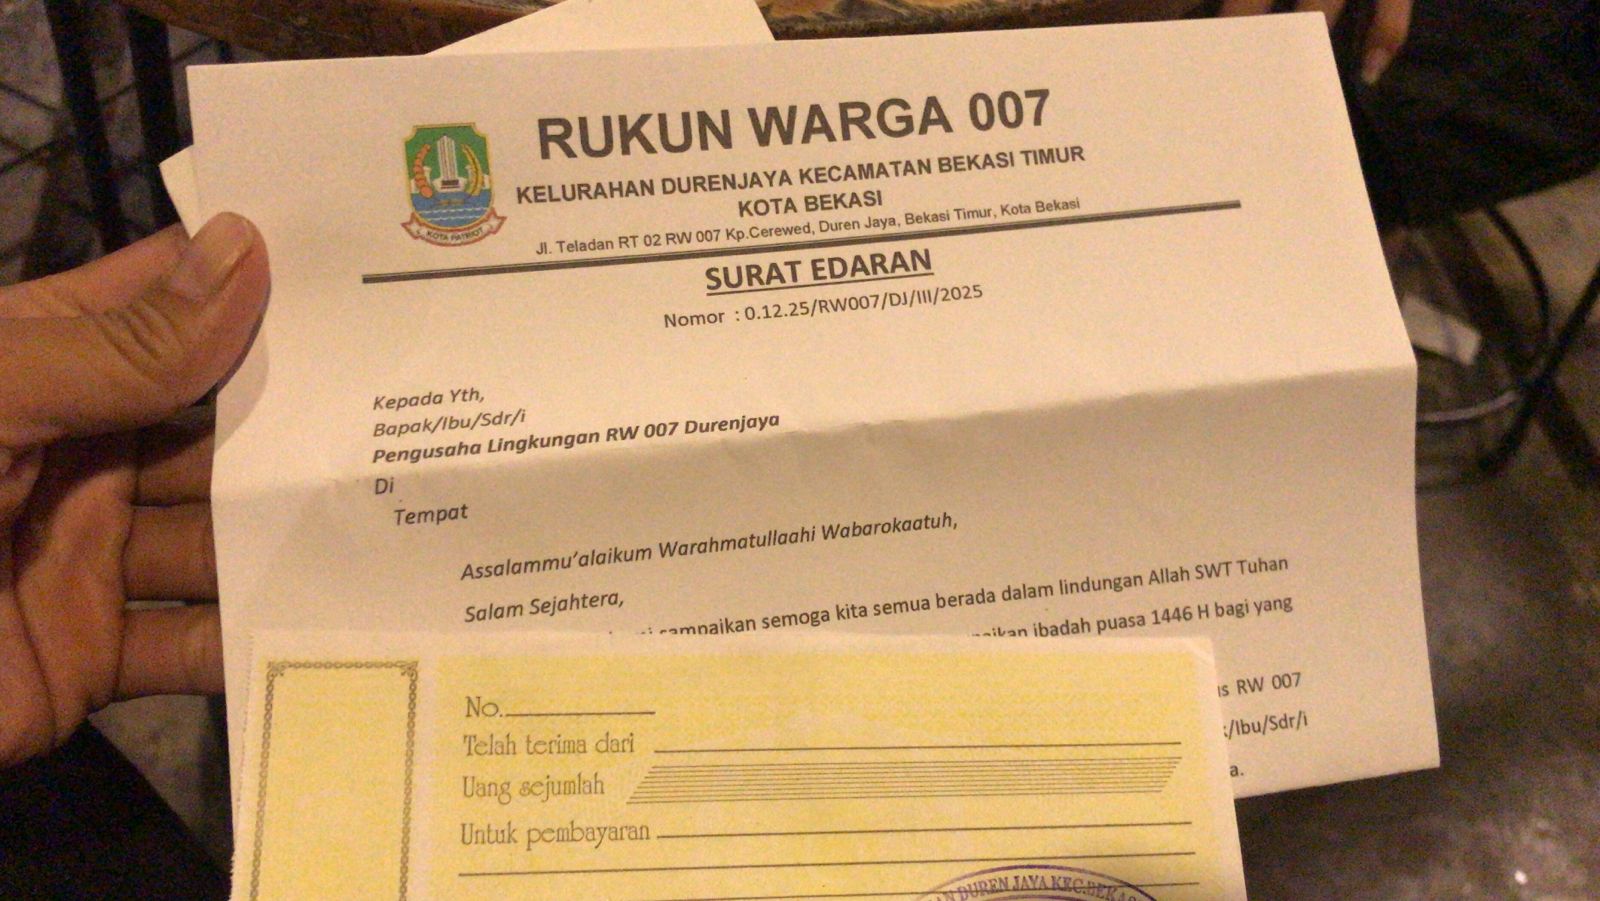 RUKUN WARGA 007
KELURAHAN DURENJAYA KECAMATAN BEKASI TIMUR
KOTA BEKASI
Jl. Teladan RT 02 RW 007 Kp.Cerewed, Duren Jaya, Bekasi Timur, Kota Bekasi
KOTA PATRIOT
SURAT EDARAN
Nomor : 0.12.25/RW007/DJ/III/2025
Kepada Yth,
Bapak/Ibu/Sdr/i
Pengusaha Lingkungan RW 007 Durenjaya
Di
Tempat
Assalammu'alaikum Warahmatullaahi Wabarokaatuh,
Salam Sejahtera,
sampaikan semoga kita semua berada dalam lindungan Allah SWT Tuhan
ibadah puasa 1446 H bagi yang
RW 007
/Ibu/Sdr/i
a.
No.
Telah terima dari
Uang sejumlah
Untuk pembayaran
DUREN JAYA KEC.BEKAS